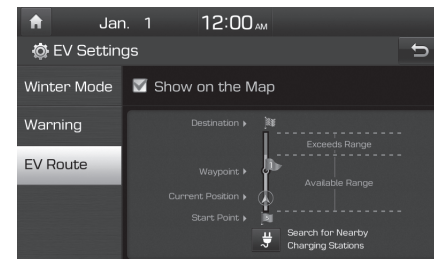 Jan. 1 12:00 AM
EV Settings
Winter Mode
Show on the Map
Warning
EV Route
Destination
Exceeds Range
1
Waypoint
Available Range
Current Position
Start Point
Search for Nearby
Charging Stations